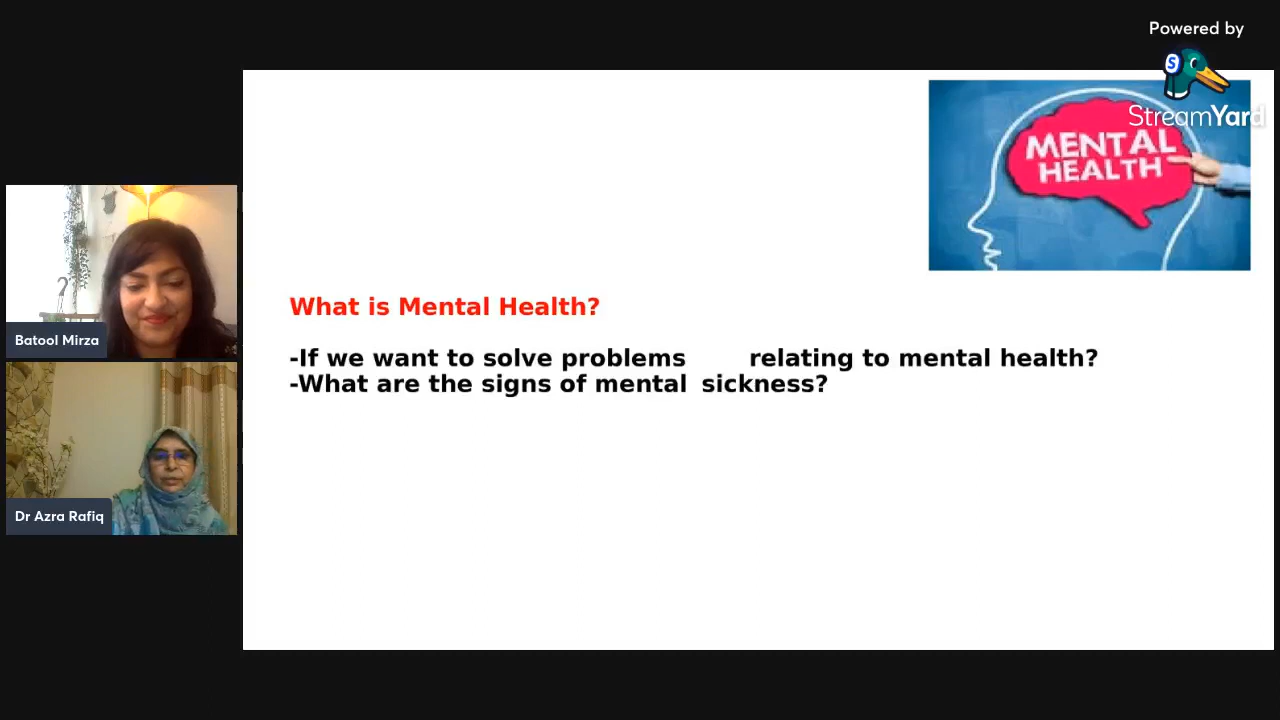 Powered by
StreamYard
MENTAL
HEALTH
What is Mental Health?
-If we want to solve problems relating to mental health?
-What are the signs of mental sickness?
Batool Mirza
Dr Azra Rafiq